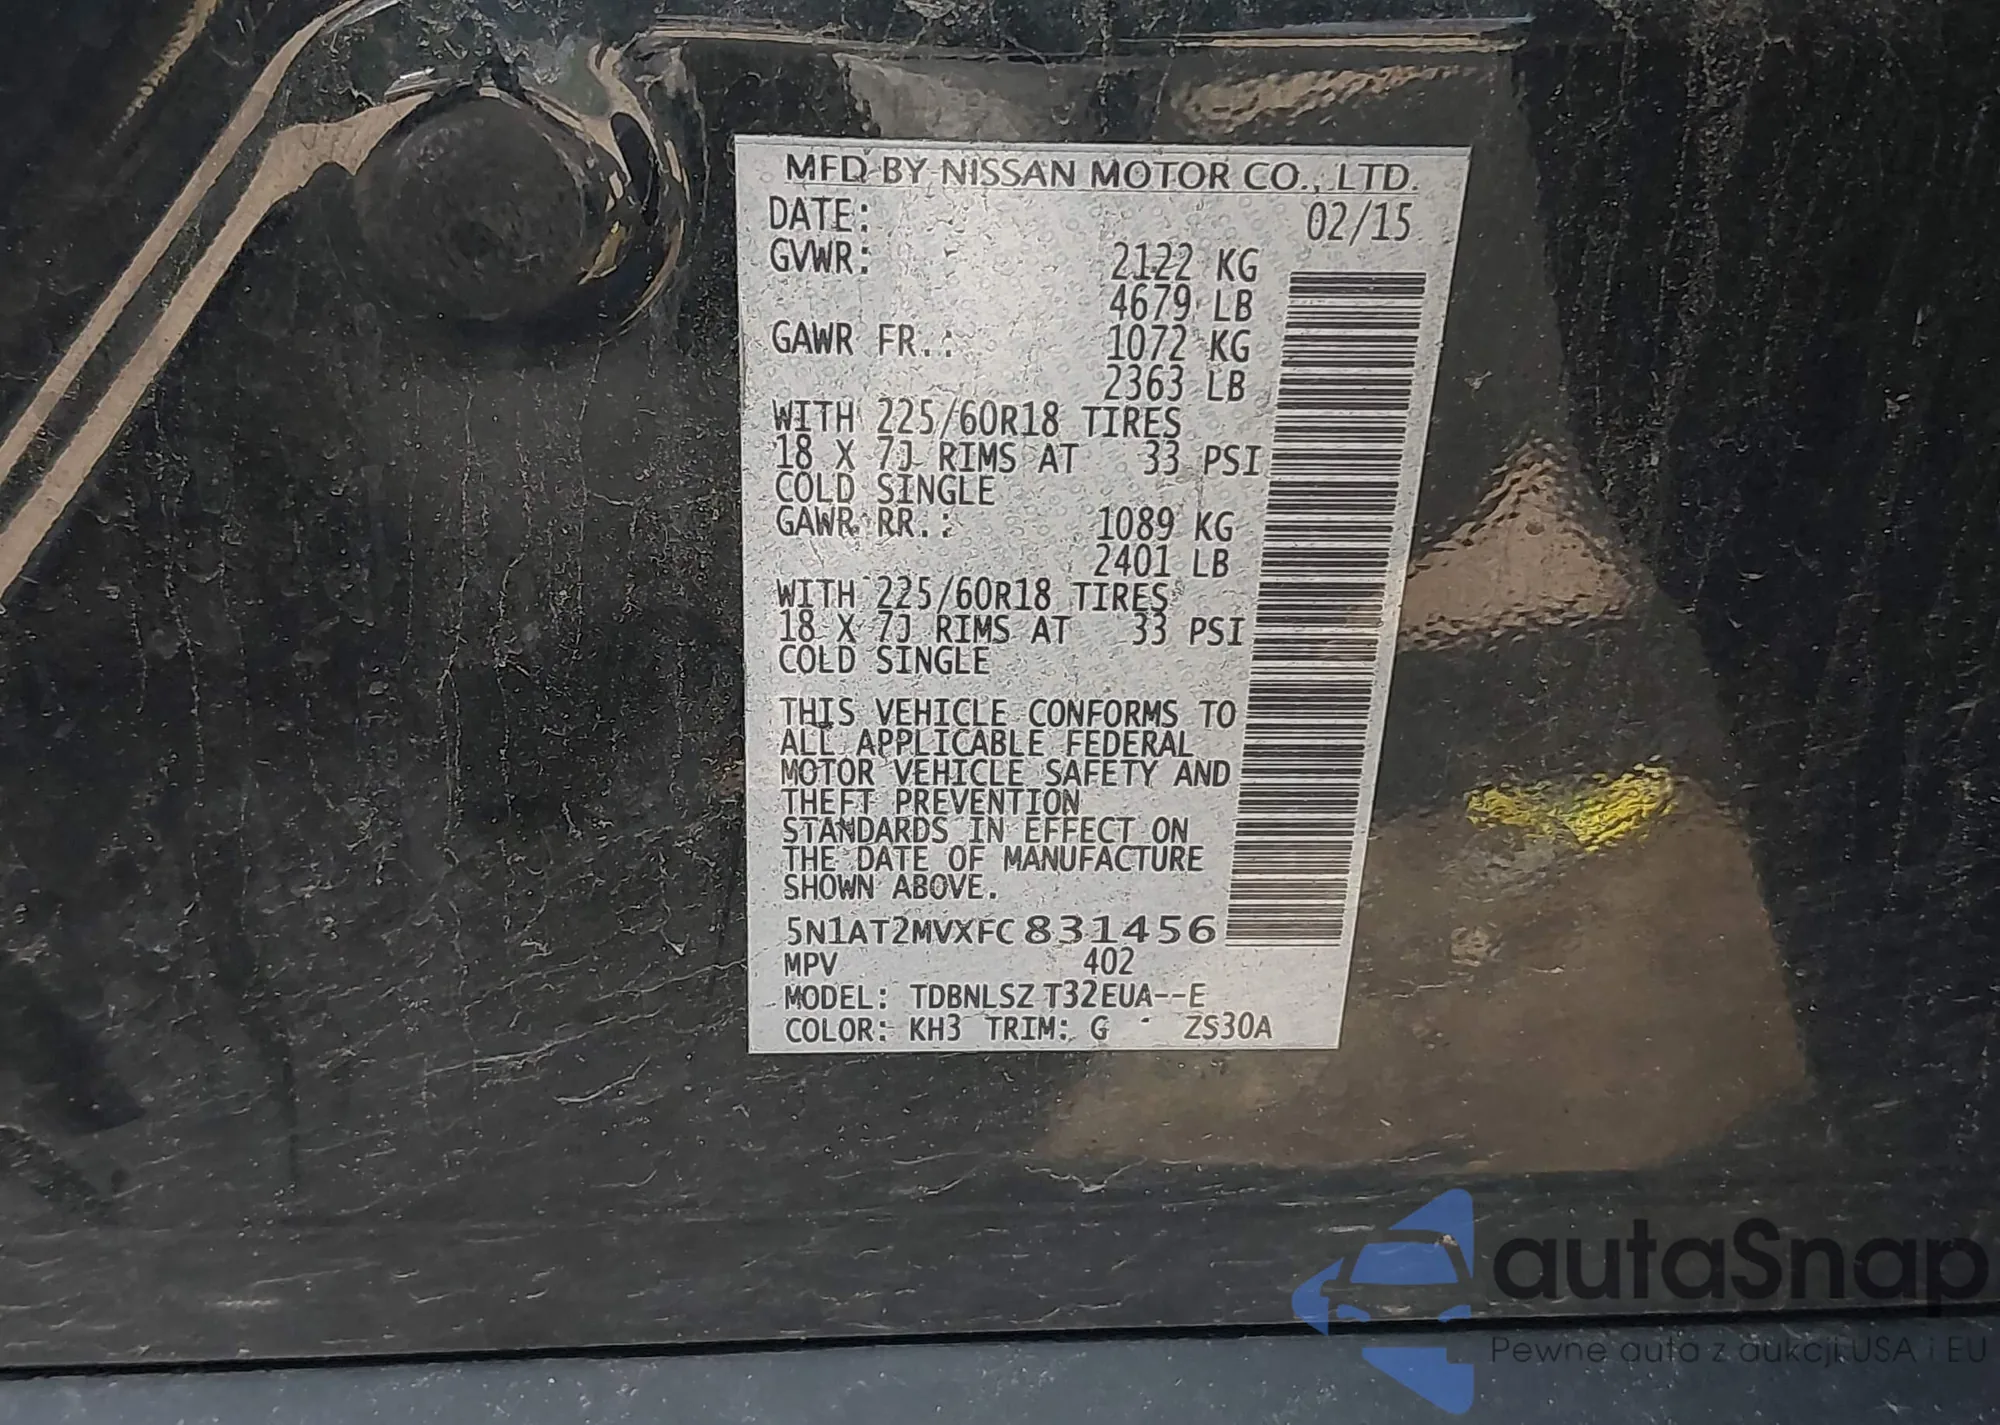 MFD BY NISSAN MOTOR CO., LTD.
DATE: 02/15
GVWR: 2122 KG
4679 LB
GAWR FR.: 1072 KG
2363 LB
WITH 225/60R18 TIRES
18 X 7J RIMS AT 33 PSI
COLD SINGLE
GAWR RR.: 1089 KG
2401 LB
WITH 225/60R18 TIRES
18 X 7J RIMS AT 33 PSI
COLD SINGLE
THIS VEHICLE CONFORMS TO
ALL APPLICABLE FEDERAL
MOTOR VEHICLE SAFETY AND
THEFT PREVENTION
STANDARDS IN EFFECT ON
THE DATE OF MANUFACTURE
SHOWN ABOVE.
5N1AT2MVXFC831456
MPV 402
MODEL: TDBNLSZ T32EUA--E
COLOR: KH3 TRIM: G ZS30A
autaSnap
Pewne auta z aukcji USA i EU